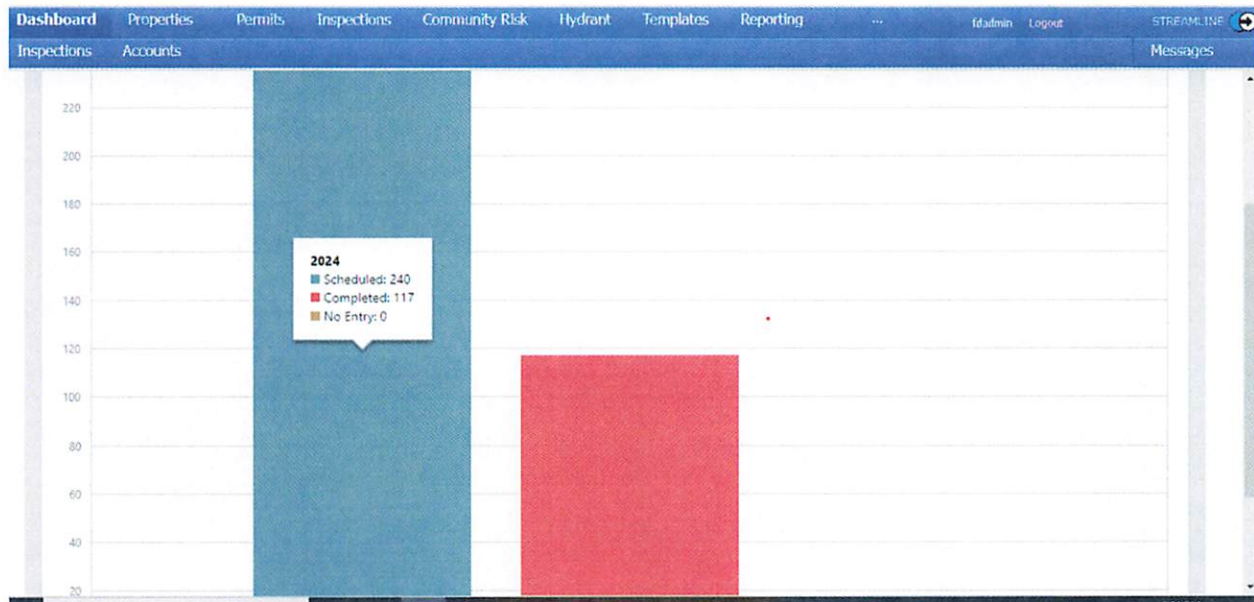 Dashboard Properties Permits Inspections Community Risk Hydrant Templates Reporting ... fdadmin Logout STREAMLINE
Inspections Accounts Messages
220
200
180
160
140
120
100
80
60
40
20
2024
Scheduled: 240
Completed: 117
No Entry: 0